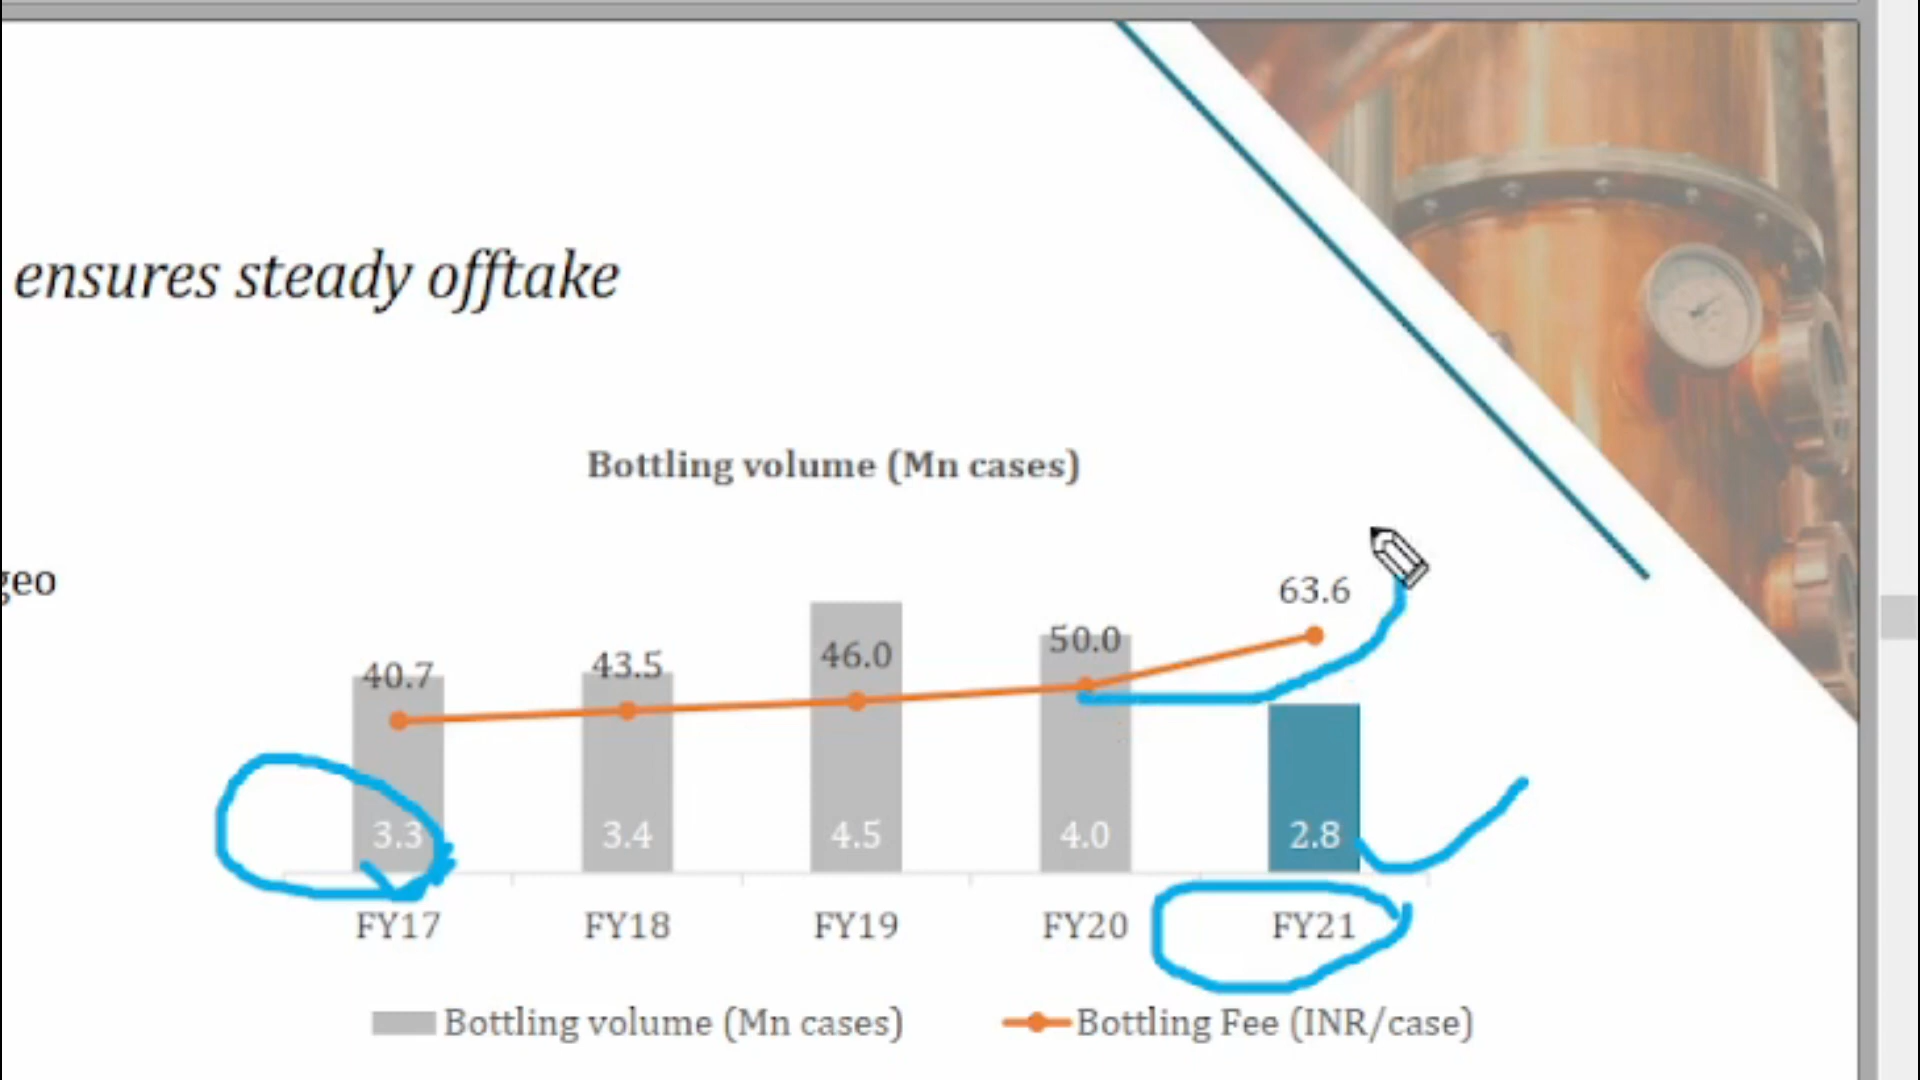 ensures steady offtake
Bottling volume (Mn cases)
geo
63.6
50.0
46.0
43.5
40.7
3.3 3.4 4.5 4.0 2.8
FY17 FY18 FY19 FY20 FY21
Bottling volume (Mn cases) Bottling Fee (INR/case)